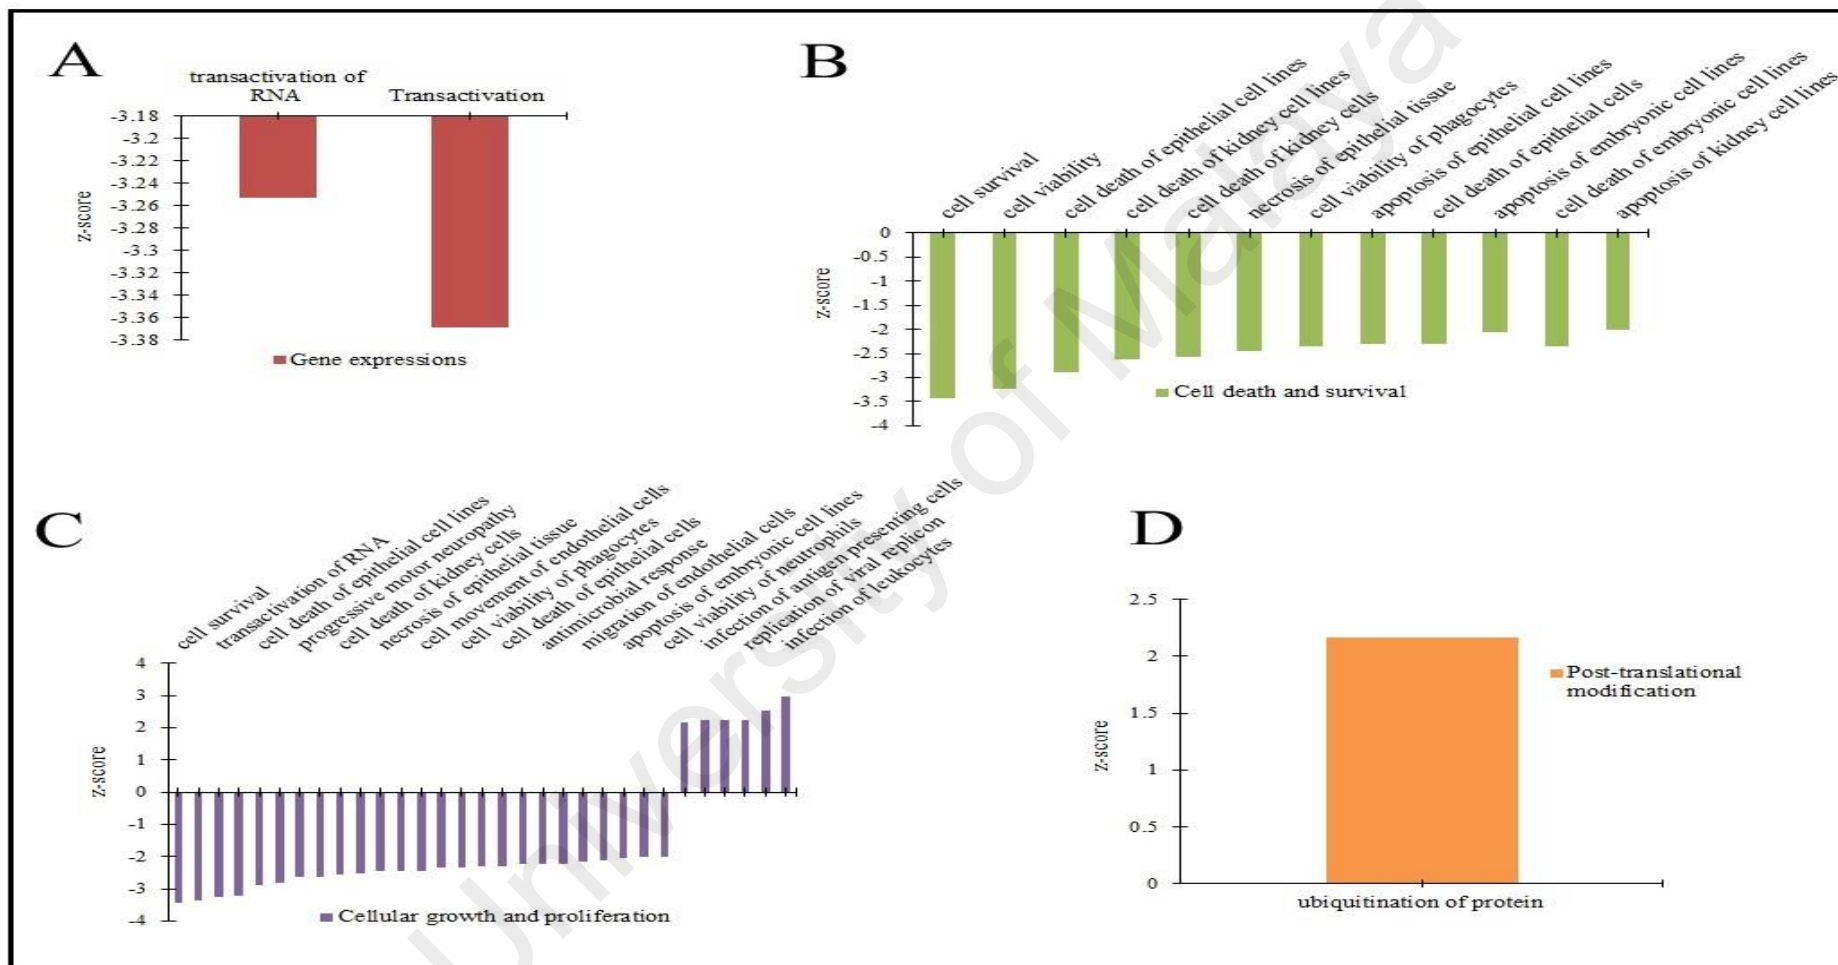 A
transactivation of
RNA
Transactivation
-3.18
-3.2
-3.22
-3.24
-3.26
-3.28
-3.3
-3.32
-3.34
-3.36
-3.38
Z-score
Gene expressions
B
cell survival
cell viability
cell death of epithelial cell lines
cell death of kidney cell lines
cell death of kidney cells
necrosis of epithelial tissue
cell viability of phagocytes
apoptosis of epithelial cell lines
cell death of epithelial cells
apoptosis of embryonic cell lines
cell death of embryonic cell lines
apoptosis of kidney cell lines
0
-0.5
-1
-1.5
-2
-2.5
-3
-3.5
-4
Z-score
Cell death and survival
C
cell survival
transactivation of RNA
cell death of epithelial cell lines
progressive motor neuropathy
cell death of kidney cells
necrosis of epithelial tissue
cell movement of endothelial cells
cell viability of phagocytes
cell death of epithelial cells
antimicrobial response
migration of endothelial cells
apoptosis of embryonic cell lines
cell viability of neutrophils
infection of antigen presenting cells
replication of viral replicon
infection of leukocytes
4
3
2
1
0
-1
-2
-3
-4
Z-score
Cellular growth and proliferation
D
2.5
2
1.5
1
0.5
0
Z-score
Post-translational
modification
ubiquitination of protein
University of Malaya